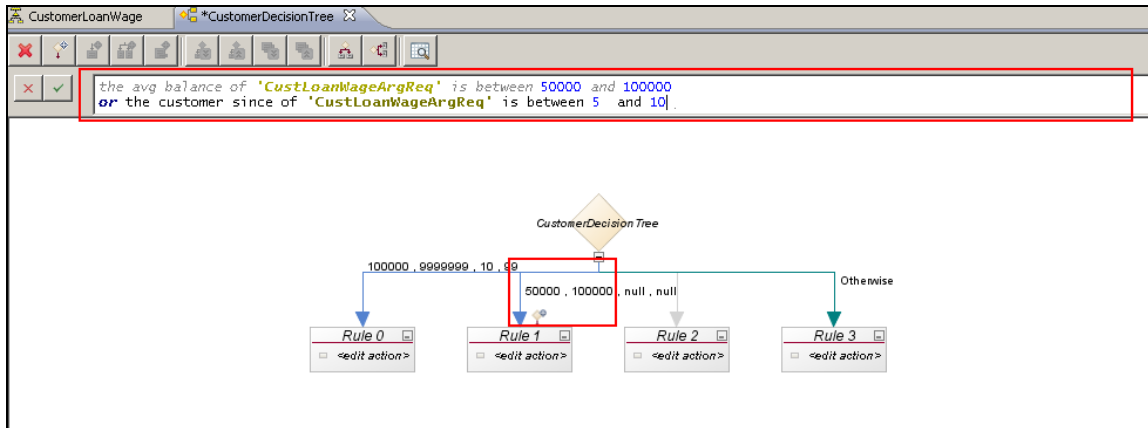 CustomerLoanWage *CustomerDecisionTree
the avg balance of 'CustLoanWageArgReq' is between 50000 and 100000
or the customer since of 'CustLoanWageArgReq' is between 5 and 10
CustomerDecision Tree
100000 , 9999999 , 10 , 99
Otherwise
50000 , 100000 , null , null
Rule 0 Rule 1 Rule 2 Rule 3
<edit action> <edit action> <edit action> <edit action>